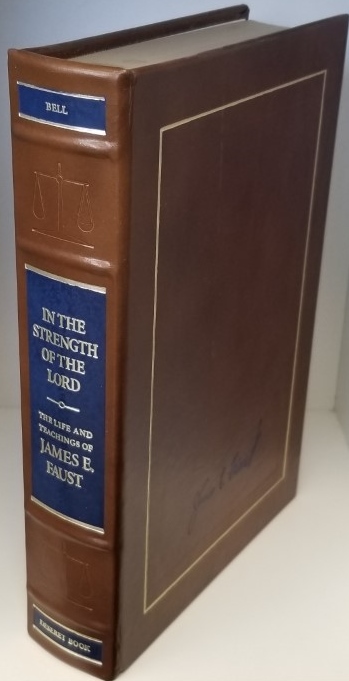 BELL
IN THE
STRENGTH
OF THE
LORD
THE LIFE AND
TEACHINGS OF
JAMES E.
FAUST
DESERET BOOK